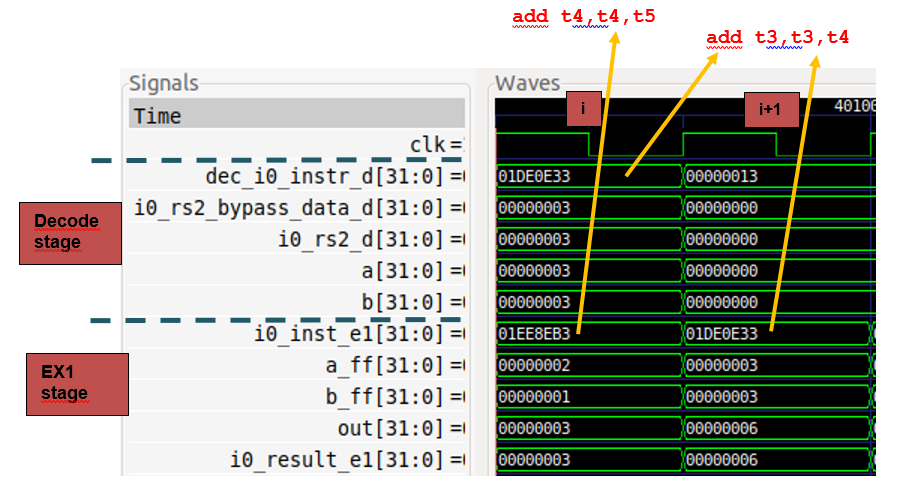 add t4,t4,t5
add t3,t3,t4
Signals
Waves
Time
i
i+1
40100
clk=
Decode
stage
dec_i0_instr_d[31:0]=
01DE0E33
00000013
i0_rs2_bypass_data_d[31:0]=
00000003
00000000
i0_rs2_d[31:0]=
00000003
00000000
a[31:0]=
00000003
00000000
b[31:0]=
00000003
00000000
EX1
stage
i0_inst_e1[31:0]=
01EE8EB3
01DE0E33
a_ff[31:0]=
00000002
00000003
b_ff[31:0]=
00000001
00000003
out[31:0]=
00000003
00000006
i0_result_e1[31:0]=
00000003
00000006